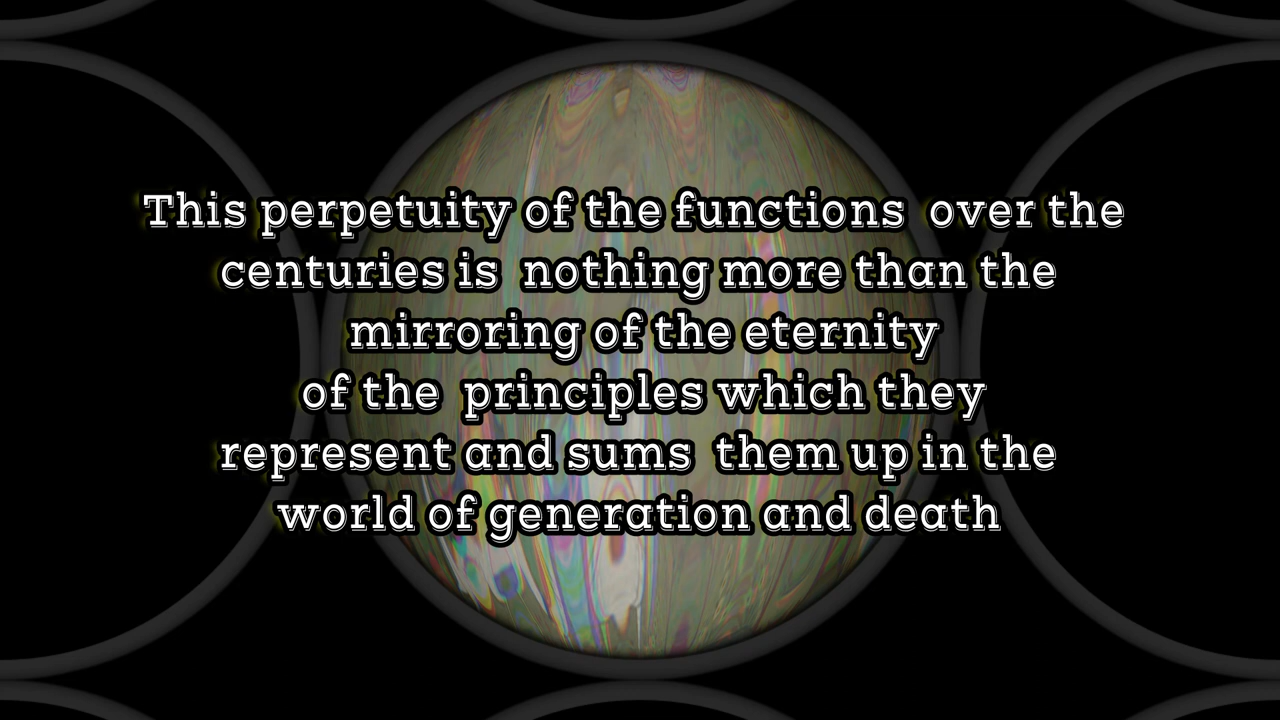 This perpetuity of the functions over the
centuries is nothing more than the
mirroring of the eternity
of the principles which they
represent and sums them up in the
world of generation and death